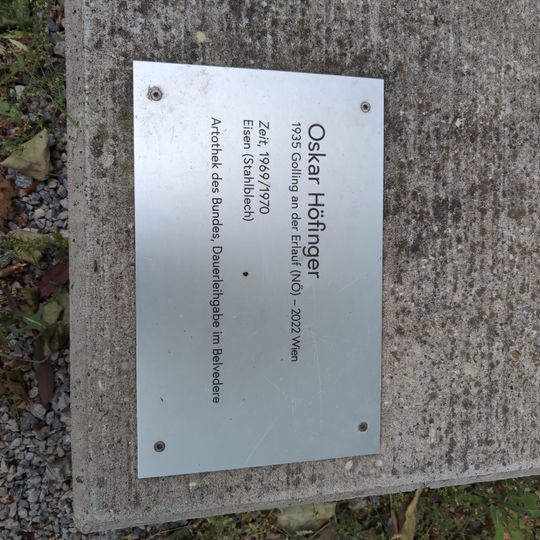 Oskar Höfinger
1935 Golling an der Erlauf (NÖ) – 2022 Wien
Zeit, 1969/1970
Eisen (Stahlblech)
Artothek des Bundes, Dauerleihgabe im Belvedere